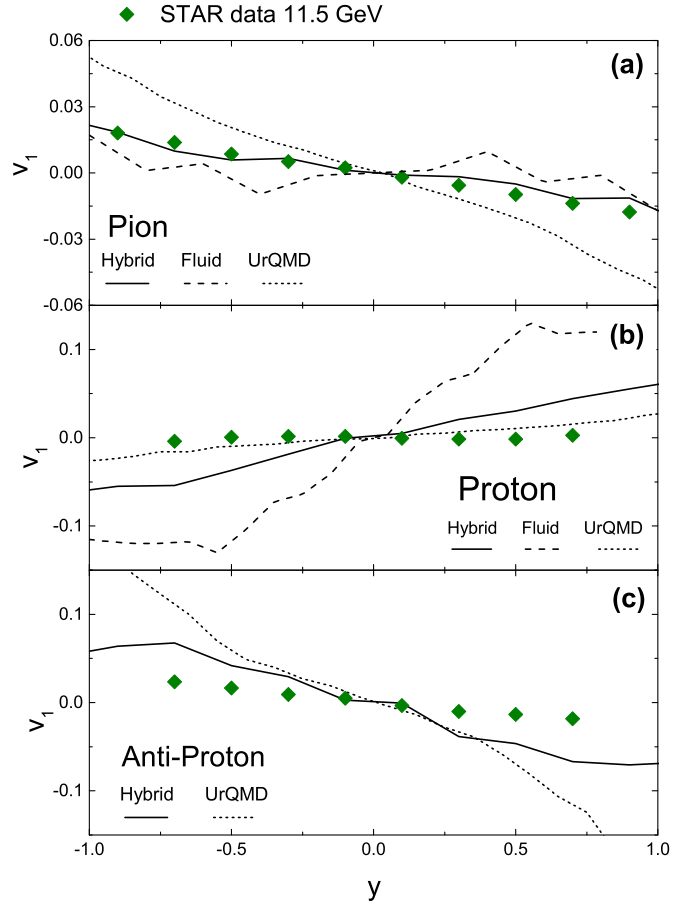 STAR data 11.5 GeV
0.06
(a)
0.03
v1
0.00
-0.03
Pion
Hybrid Fluid UrQMD
-0.06
(b)
0.1
v1
0.0
Proton
-0.1
Hybrid Fluid UrQMD
(c)
0.1
v1
0.0
Anti-Proton
Hybrid UrQMD
-0.1
-1.0 -0.5 0.0 0.5 1.0
y